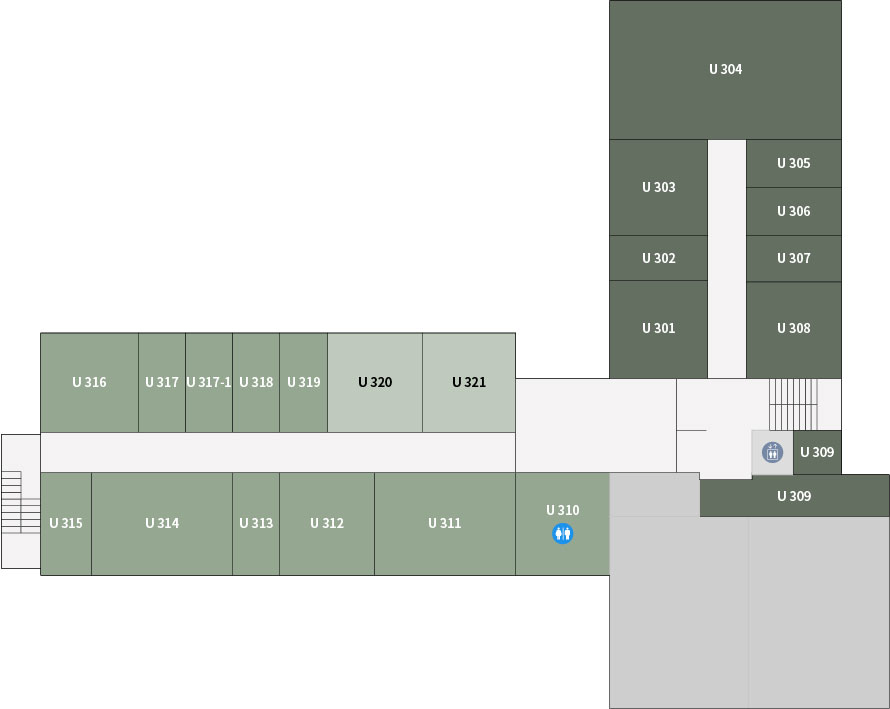 U 304
U 305
U 303
U 306
U 302
U 307
U 301
U 308
U 316
U 317
U 317-1
U 318
U 319
U 320
U 321
U 309
U 309
U 310
U 315
U 314
U 313
U 312
U 311